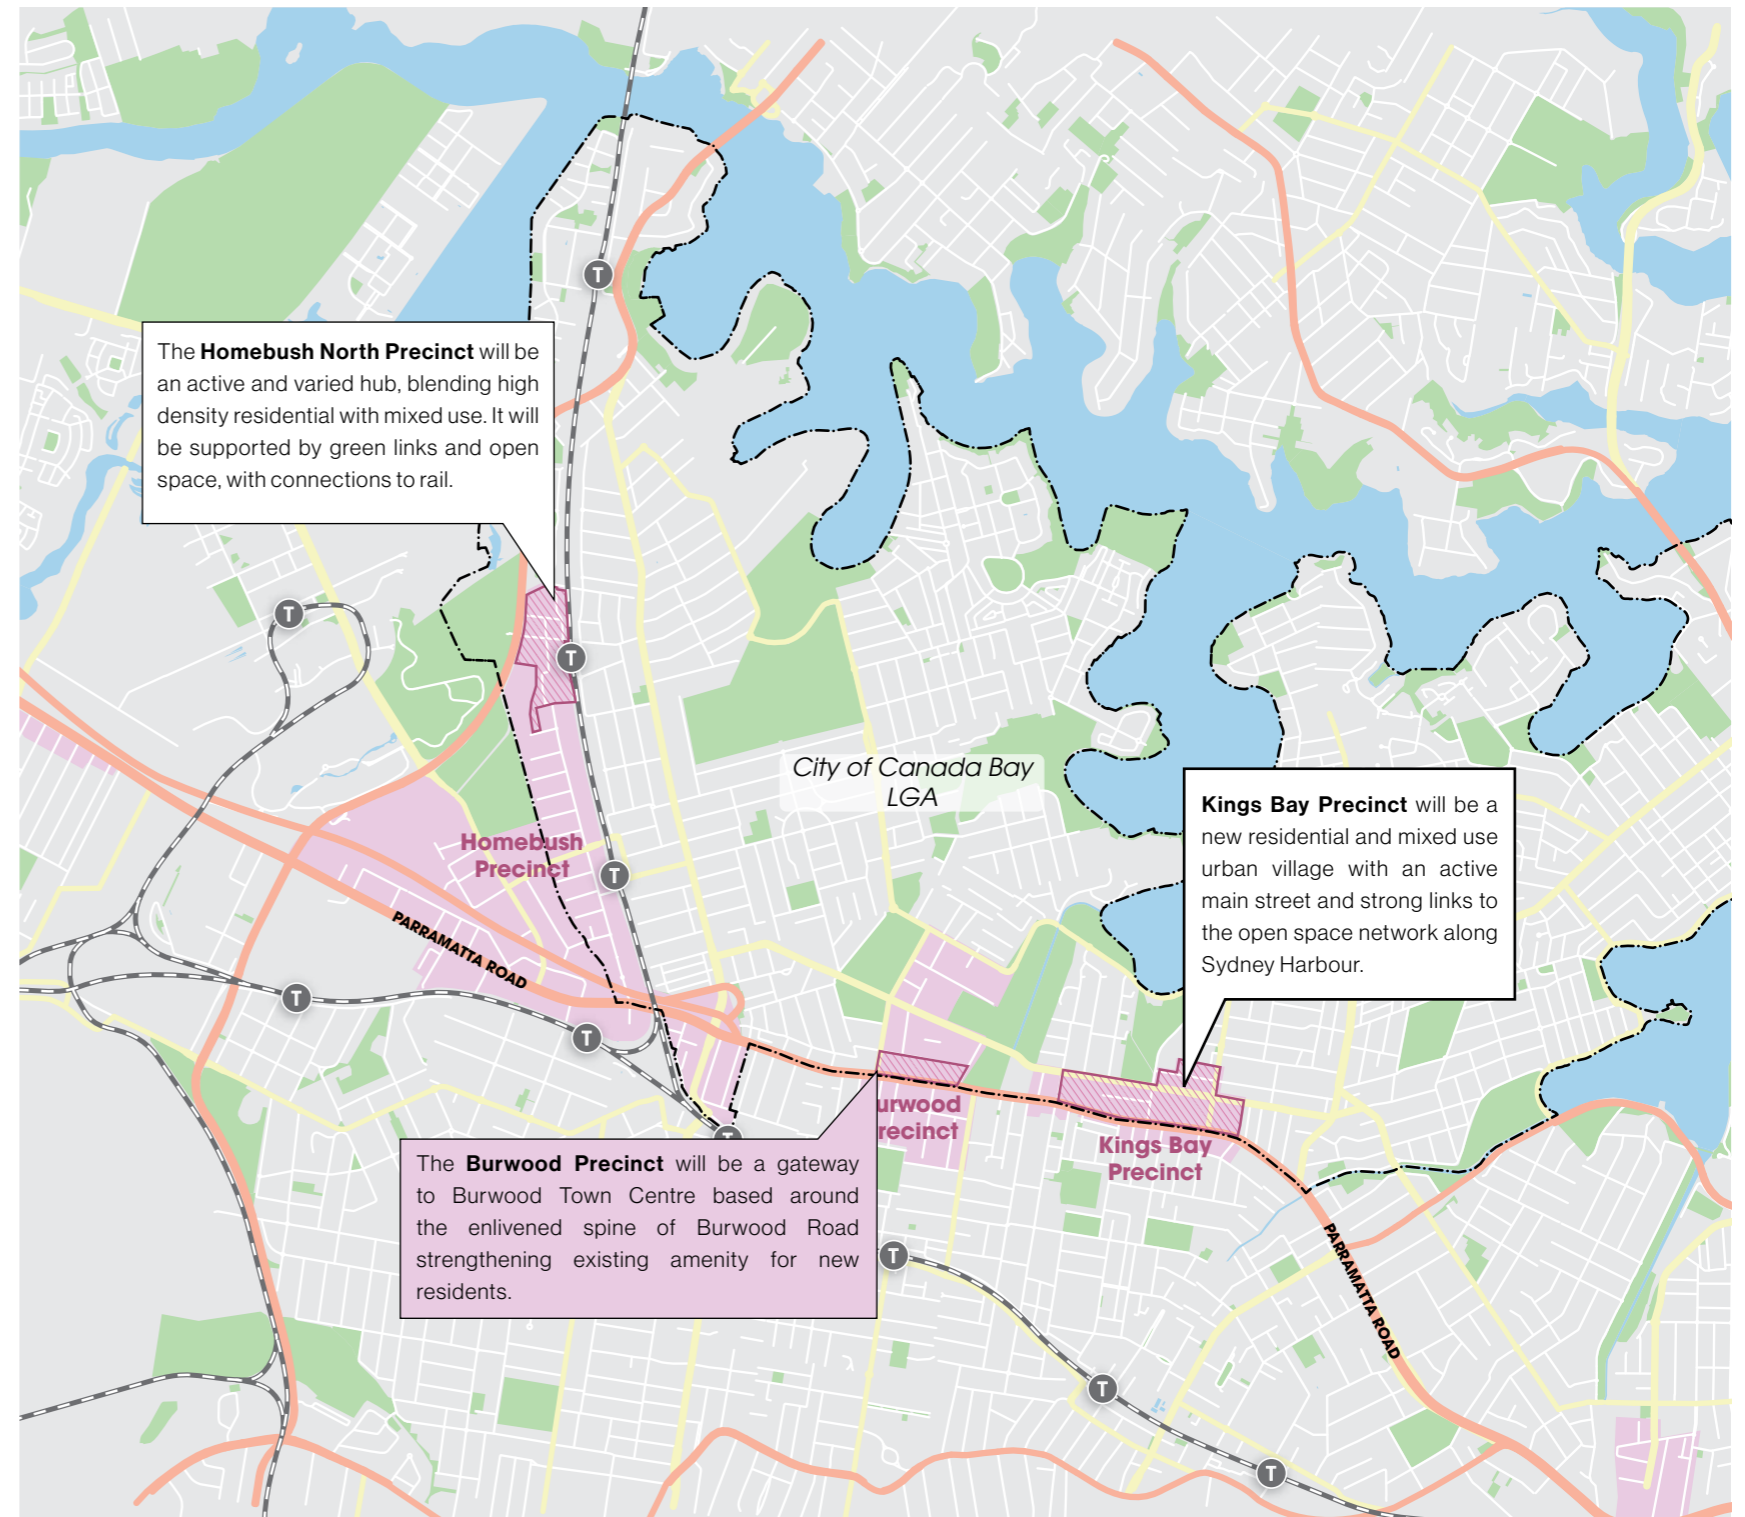 T
The Homebush North Precinct will be
an active and varied hub, blending high
density residential with mixed use. It will
be supported by green links and open
space, with connections to rail.
T
T
City of Canada Bay
LGA
Kings Bay Precinct will be a
new residential and mixed use
urban village with an active
main street and strong links to
the open space network along
Sydney Harbour.
Homebush
Precinct
T
PARRAMATTA ROAD
T
T
urwood
recinct
Kings Bay
Precinct
T
The Burwood Precinct will be a gateway
to Burwood Town Centre based around
the enlivened spine of Burwood Road
strengthening existing amenity for new
residents.
T
PARRAMATTA ROAD
T
T